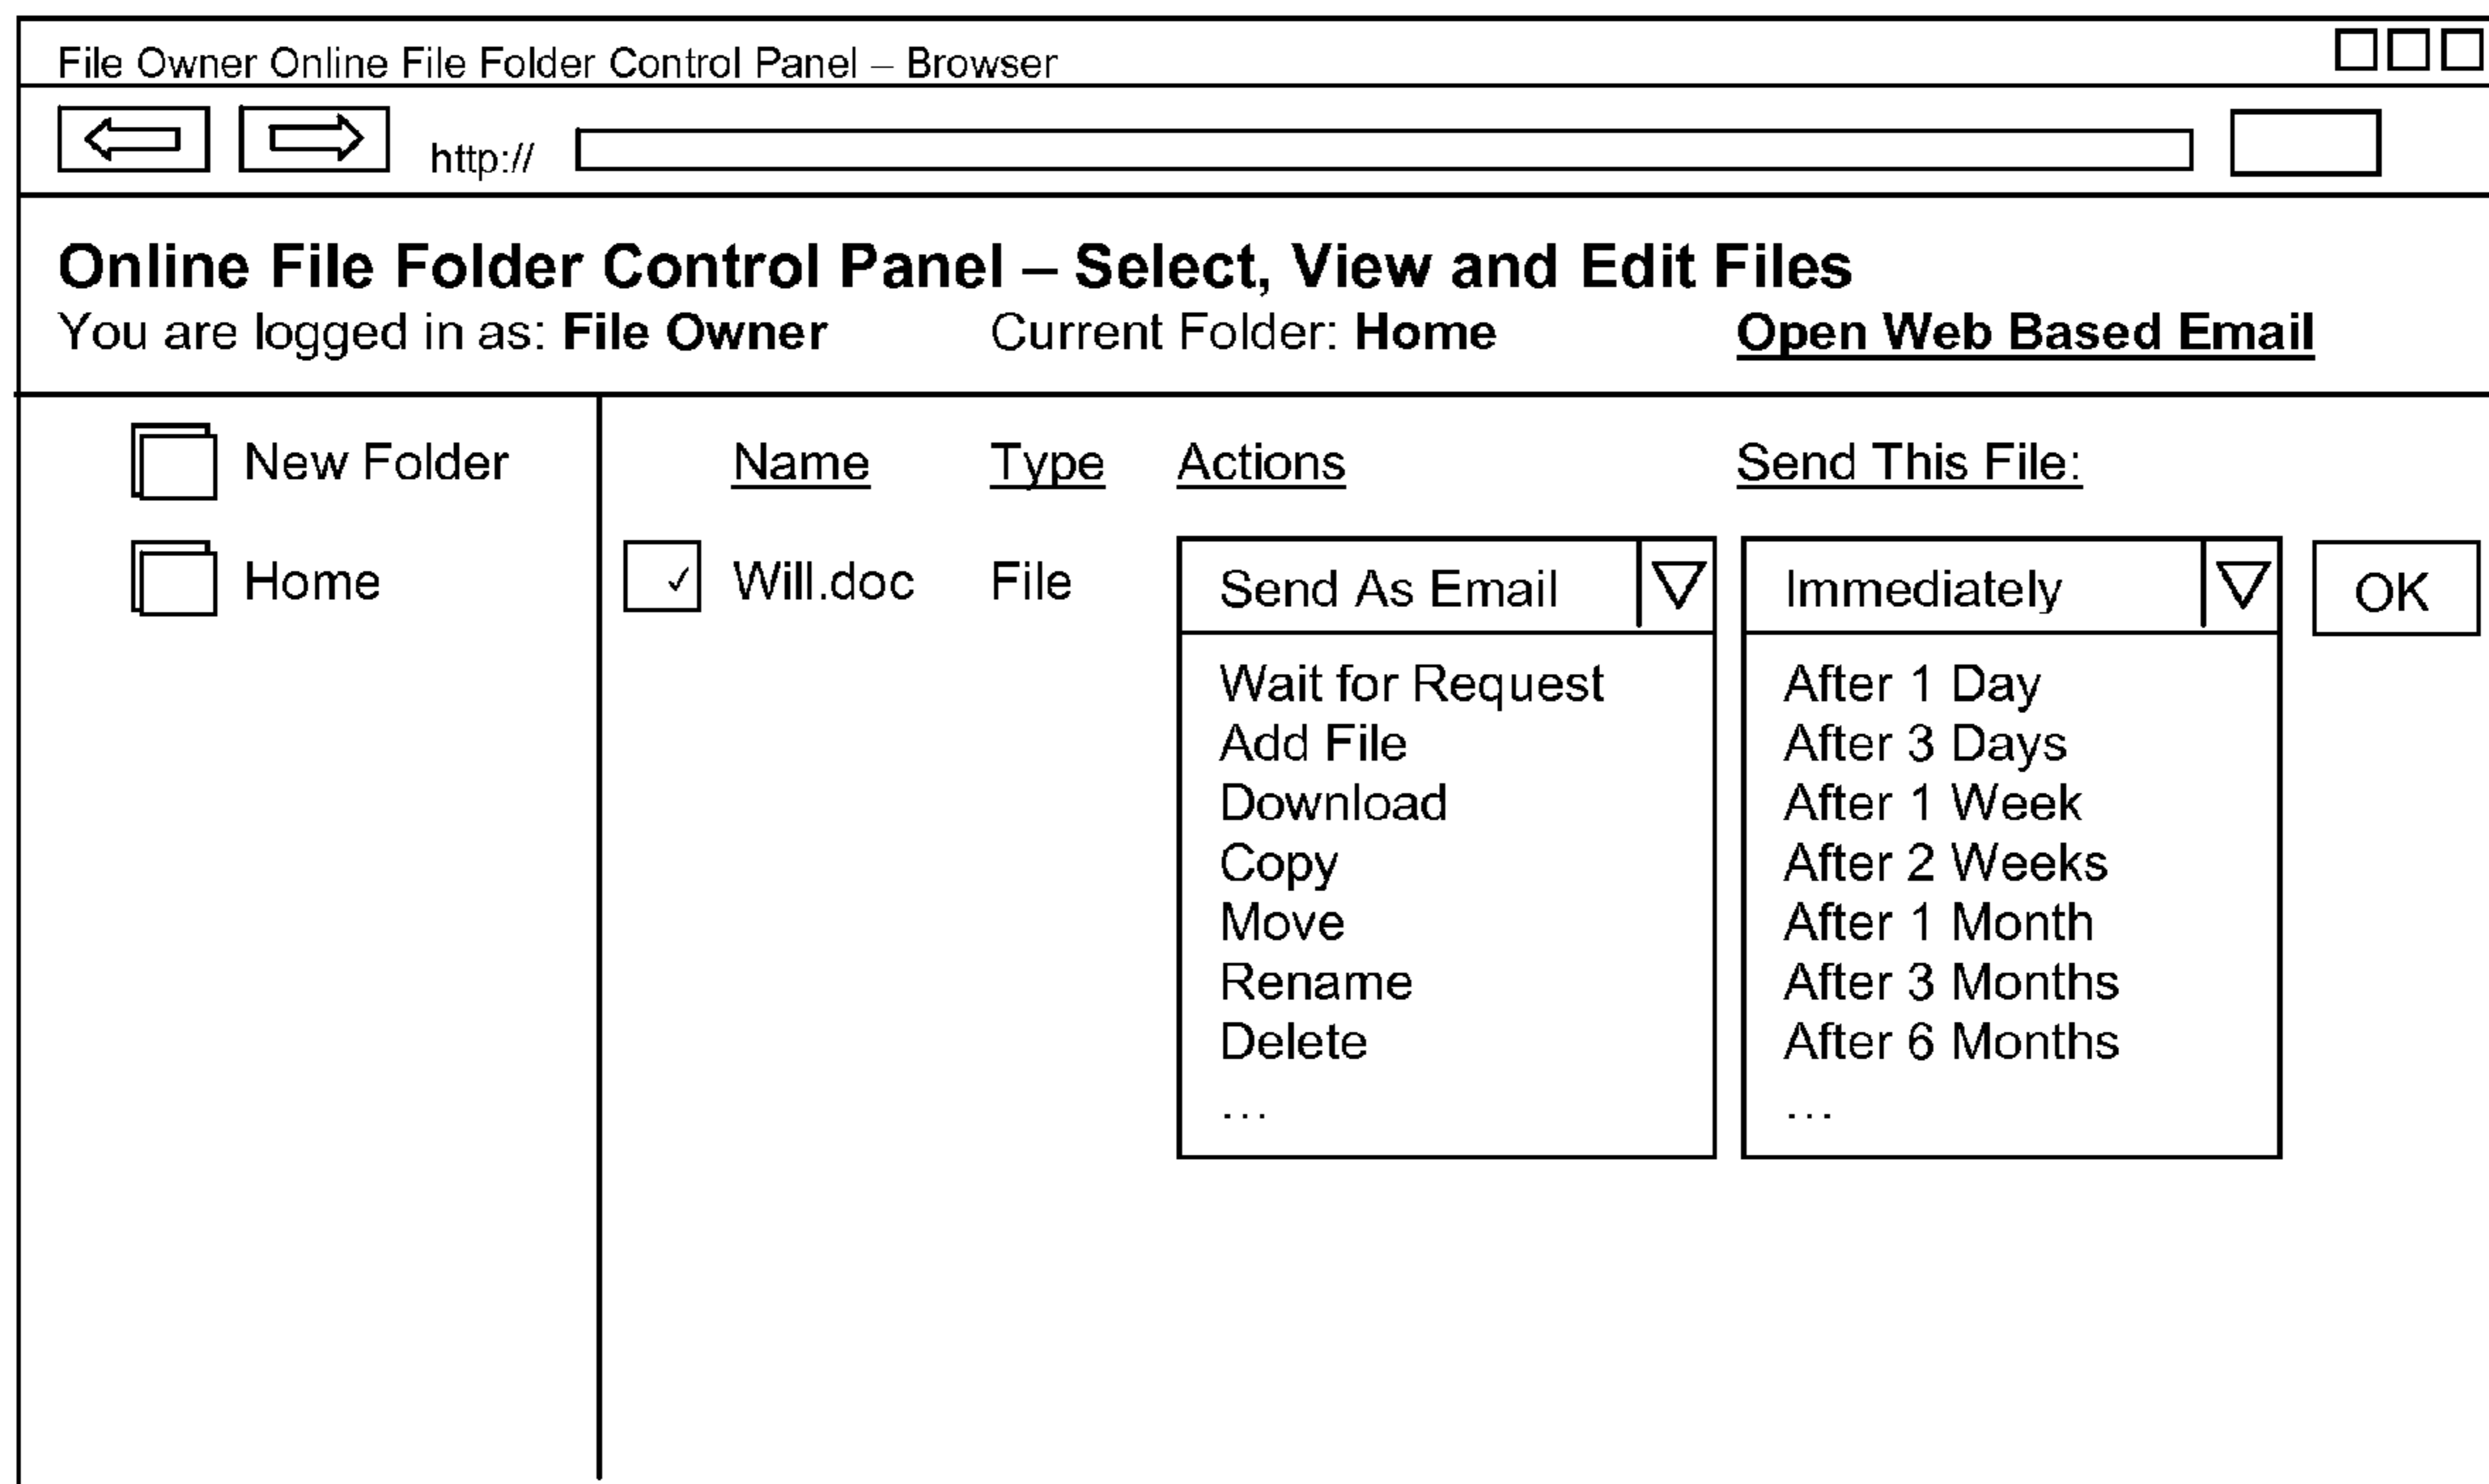 File Owner Online File Folder Control Panel – Browser
http://
Online File Folder Control Panel – Select, View and Edit Files
You are logged in as: File Owner Current Folder: Home Open Web Based Email
New Folder Name Type Actions Send This File:
Home ✓ Will.doc File Send As Email Immediately OK
Wait for Request After 1 Day
Add File After 3 Days
Download After 1 Week
Copy After 2 Weeks
Move After 1 Month
Rename After 3 Months
Delete After 6 Months
... ...